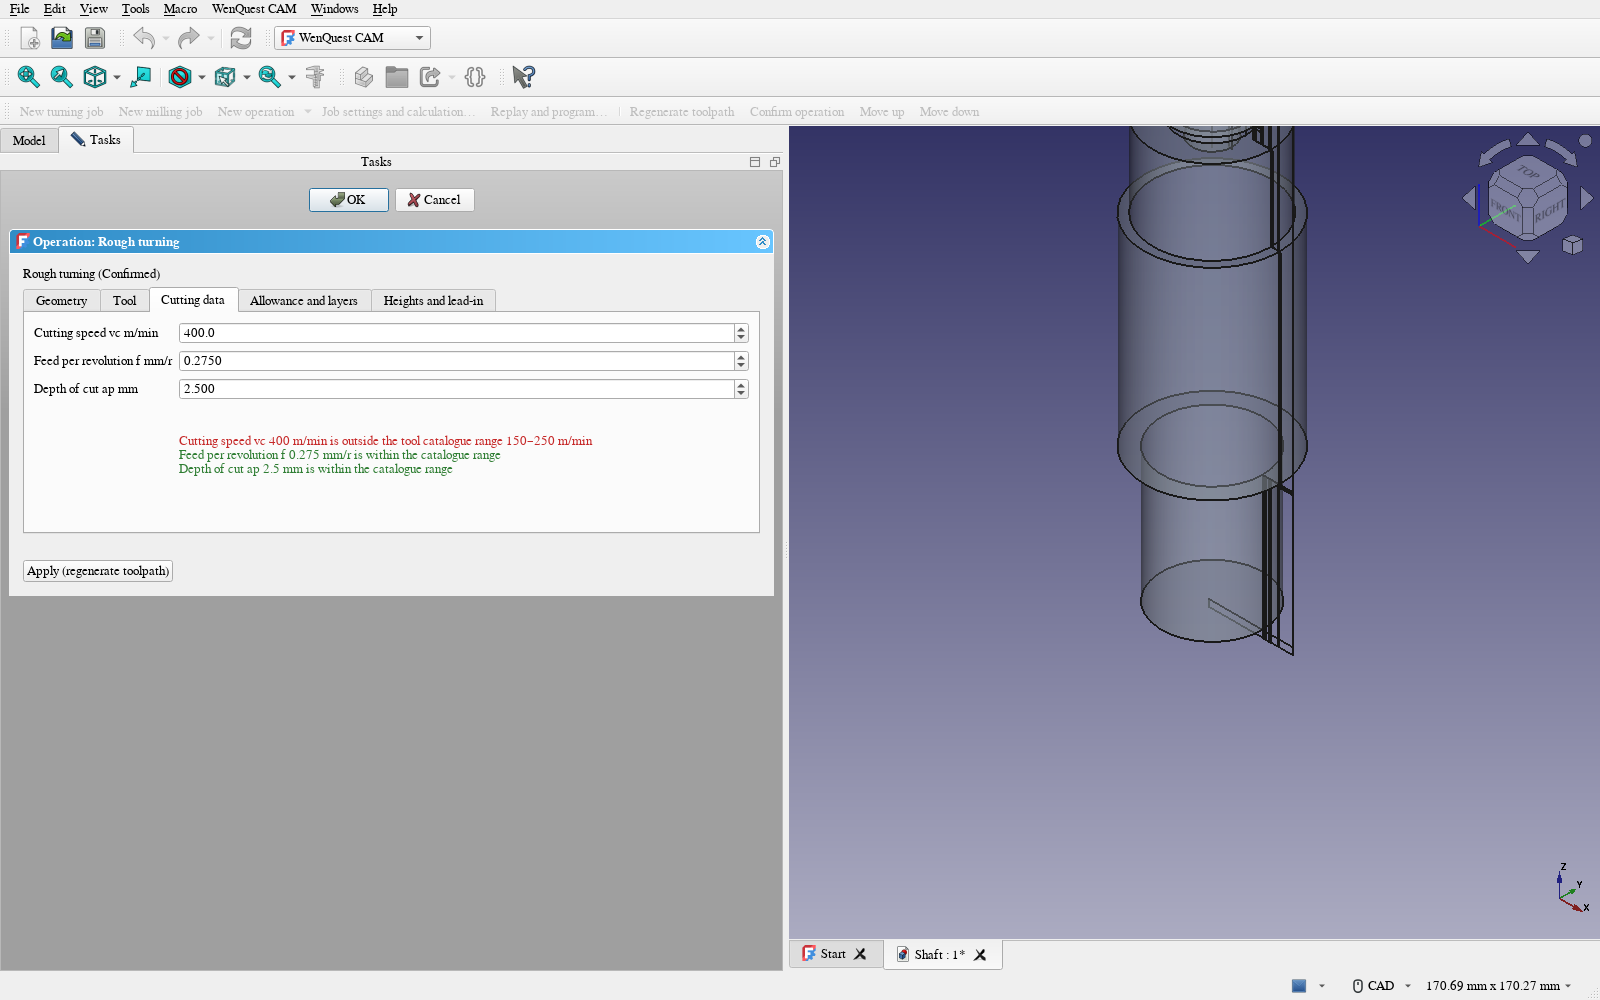 File Edit View Tools Macro WenQuest CAM Windows Help
WenQuest CAM
New turning job New milling job New operation Job settings and calculation... Replay and program... Regenerate toolpath Confirm operation Move up Move down
Model Tasks
Tasks
OK Cancel
Operation: Rough turning
Rough turning (Confirmed)
Geometry Tool Cutting data Allowance and layers Heights and lead-in
Cutting speed vc m/min 400.0
Feed per revolution f mm/r 0.2750
Depth of cut ap mm 2.500
Cutting speed vc 400 m/min is outside the tool catalogue range 150–250 m/min
Feed per revolution f 0.275 mm/r is within the catalogue range
Depth of cut ap 2.5 mm is within the catalogue range
Apply (regenerate toolpath)
TOP
FRONT RIGHT
Z
Y
X
Start Shaft : 1*
CAD 170.69 mm x 170.27 mm